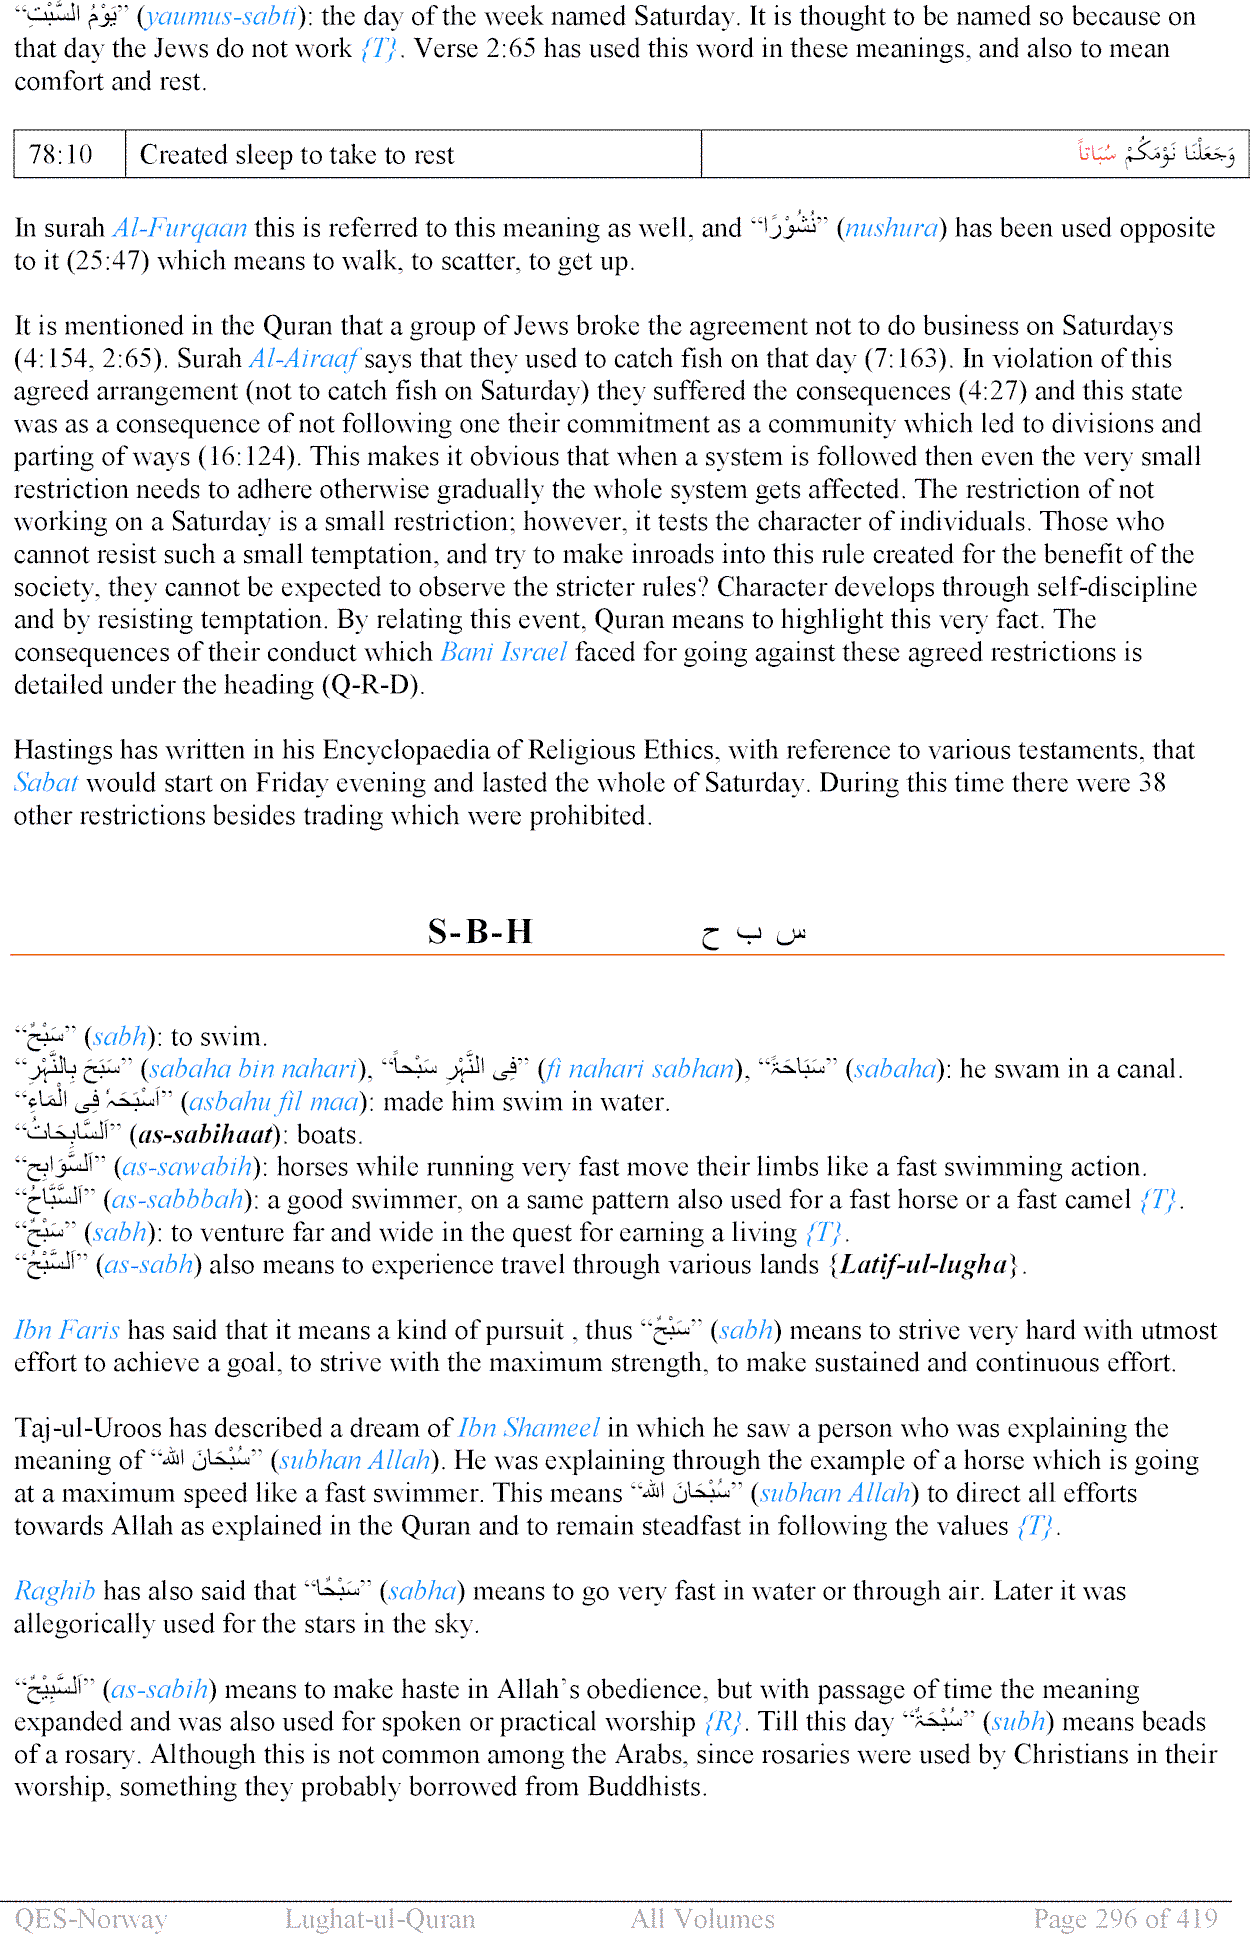 “يَوْمُ السَّبْتِ” (yaumus-sabti): the day of the week named Saturday. It is thought to be named so because on
that day the Jews do not work {T}. Verse 2:65 has used this word in these meanings, and also to mean
comfort and rest.
78:10 Created sleep to take to rest وَجَعَلْنَا نَوْمَكُمْ سُبَاتاً
In surah Al-Furqaan this is referred to this meaning as well, and “نُشُوْرًا” (nushura) has been used opposite
to it (25:47) which means to walk, to scatter, to get up.
It is mentioned in the Quran that a group of Jews broke the agreement not to do business on Saturdays
(4:154, 2:65). Surah Al-Airaaf says that they used to catch fish on that day (7:163). In violation of this
agreed arrangement (not to catch fish on Saturday) they suffered the consequences (4:27) and this state
was as a consequence of not following one their commitment as a community which led to divisions and
parting of ways (16:124). This makes it obvious that when a system is followed then even the very small
restriction needs to adhere otherwise gradually the whole system gets affected. The restriction of not
working on a Saturday is a small restriction; however, it tests the character of individuals. Those who
cannot resist such a small temptation, and try to make inroads into this rule created for the benefit of the
society, they cannot be expected to observe the stricter rules? Character develops through self-discipline
and by resisting temptation. By relating this event, Quran means to highlight this very fact. The
consequences of their conduct which Bani Israel faced for going against these agreed restrictions is
detailed under the heading (Q-R-D).
Hastings has written in his Encyclopaedia of Religious Ethics, with reference to various testaments, that
Sabat would start on Friday evening and lasted the whole of Saturday. During this time there were 38
other restrictions besides trading which were prohibited.
S-B-H س ب ح
“سَبْحٌ” (sabh): to swim.
“سَبَحَ بِالنَّهْرِ” (sabaha bin nahari), “فِی النَّهْرِ سَبْحاً” (fi nahari sabhan), “سَبَاحَۃً” (sabaha): he swam in a canal.
“اَسْبَحَہٗ فِی الْمَاءِ” (asbahu fil maa): made him swim in water.
“اَلسَّابِحَاتُ” (as-sabihaat): boats.
“اَلسَّوَابِح” (as-sawabih): horses while running very fast move their limbs like a fast swimming action.
“اَلسَّبَّاحُ” (as-sabbbah): a good swimmer, on a same pattern also used for a fast horse or a fast camel {T}.
“سَبْحٌ” (sabh): to venture far and wide in the quest for earning a living {T}.
“اَلسَّبْحُ” (as-sabh) also means to experience travel through various lands {Latif-ul-lugha}.
Ibn Faris has said that it means a kind of pursuit , thus “سَبْحٌ” (sabh) means to strive very hard with utmost
effort to achieve a goal, to strive with the maximum strength, to make sustained and continuous effort.
Taj-ul-Uroos has described a dream of Ibn Shameel in which he saw a person who was explaining the
meaning of “سُبْحَانَ اللہ” (subhan Allah). He was explaining through the example of a horse which is going
at a maximum speed like a fast swimmer. This means “سُبْحَانَ اللہ” (subhan Allah) to direct all efforts
towards Allah as explained in the Quran and to remain steadfast in following the values {T}.
Raghib has also said that “سَبْحًا” (sabha) means to go very fast in water or through air. Later it was
allegorically used for the stars in the sky.
“اَلسَّبِيْحٌ” (as-sabih) means to make haste in Allah’s obedience, but with passage of time the meaning
expanded and was also used for spoken or practical worship {R}. Till this day “سُبْحَۃٌ” (subh) means beads
of a rosary. Although this is not common among the Arabs, since rosaries were used by Christians in their
worship, something they probably borrowed from Buddhists.
QES-Norway Lughat-ul-Quran All Volumes Page 296 of 419